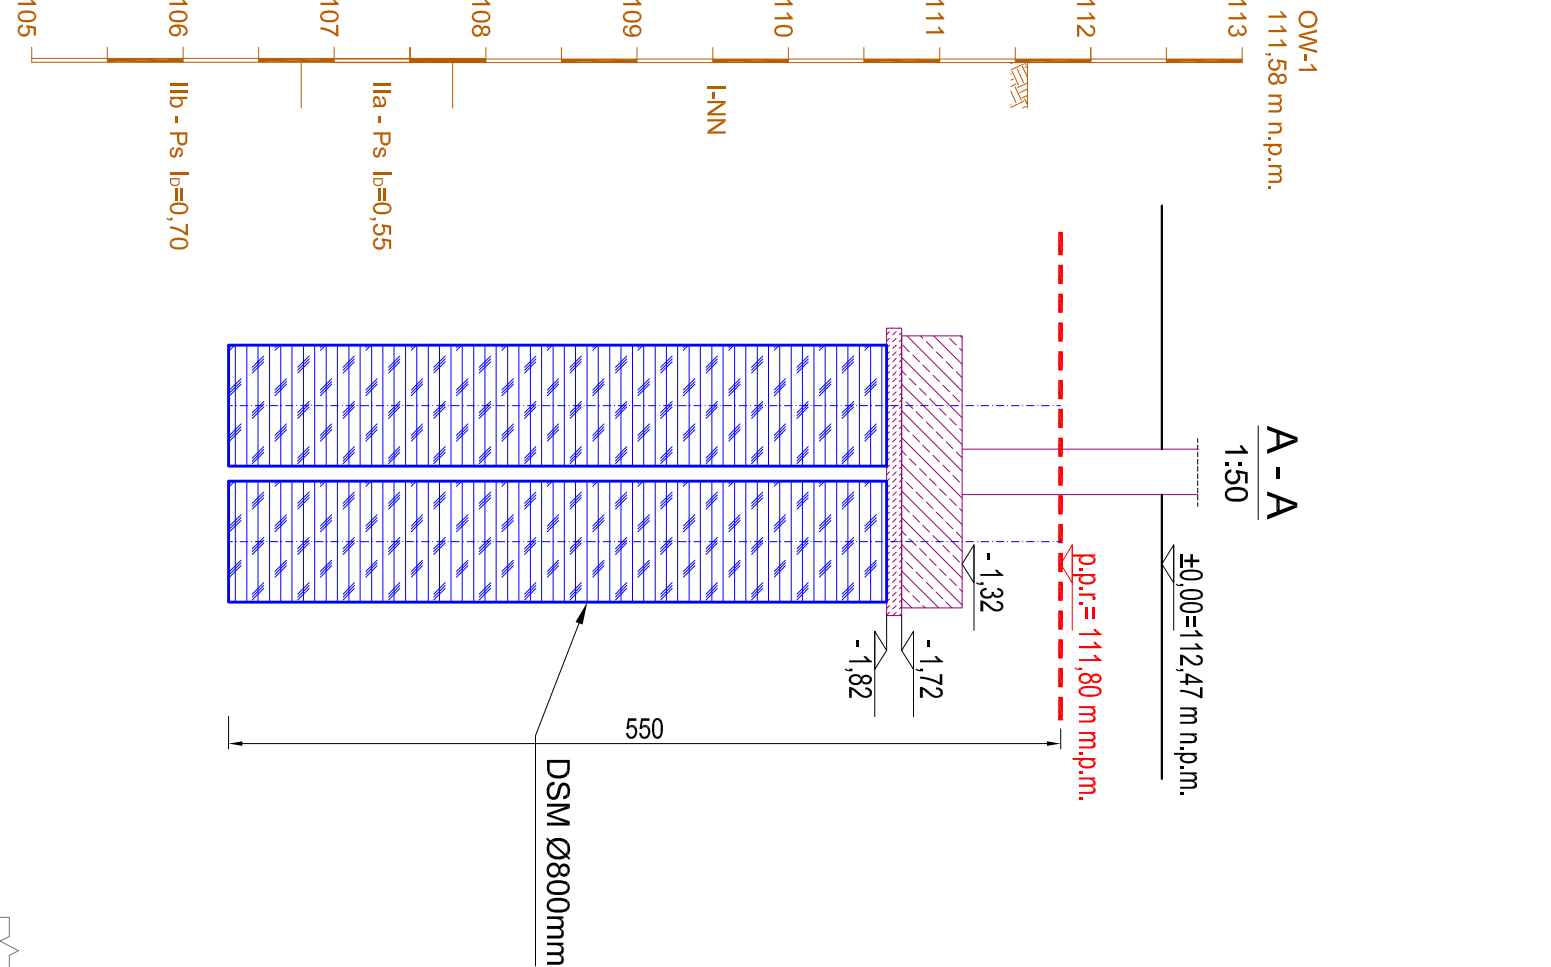 OW-1
111,58 m n.p.m.
113
112
111
110
109
108
107
106
105
I-NN
IIa - Ps ID=0,55
IIb - Ps ID=0,70
A - A
1:50
±0,00=112,47 m n.p.m.
p.p.r.= 111,80 m m.p.m.
- 1,32
- 1,72
- 1,82
550
DSM Ø800mm